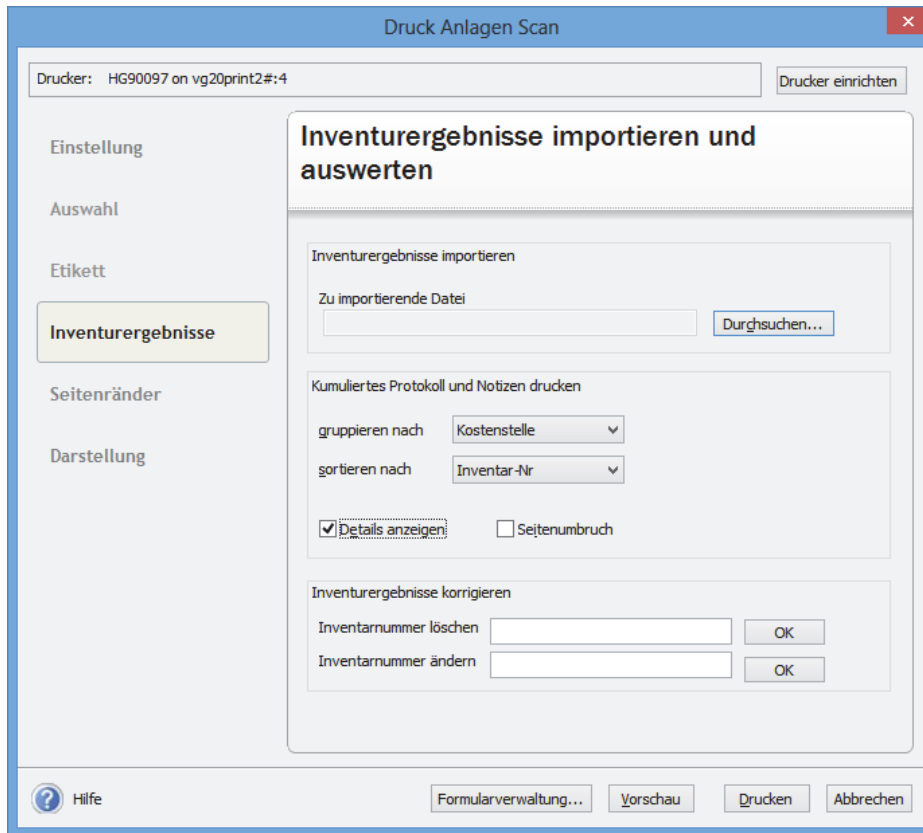 Druck Anlagen Scan
Drucker: HG90097 on vg20print2#:4
Drucker einrichten
Einstellung
Auswahl
Etikett
Inventurergebnisse
Seitenränder
Darstellung
Inventurergebnisse importieren und
auswerten
Inventurergebnisse importieren
Zu importierende Datei
Durchsuchen...
Kumuliertes Protokoll und Notizen drucken
gruppieren nach Kostenstelle
sortieren nach Inventar-Nr
Details anzeigen Seitenumbruch
Inventurergebnisse korrigieren
Inventarnummer löschen OK
Inventarnummer ändern OK
Hilfe Formularverwaltung... Vorschau Drucken Abbrechen